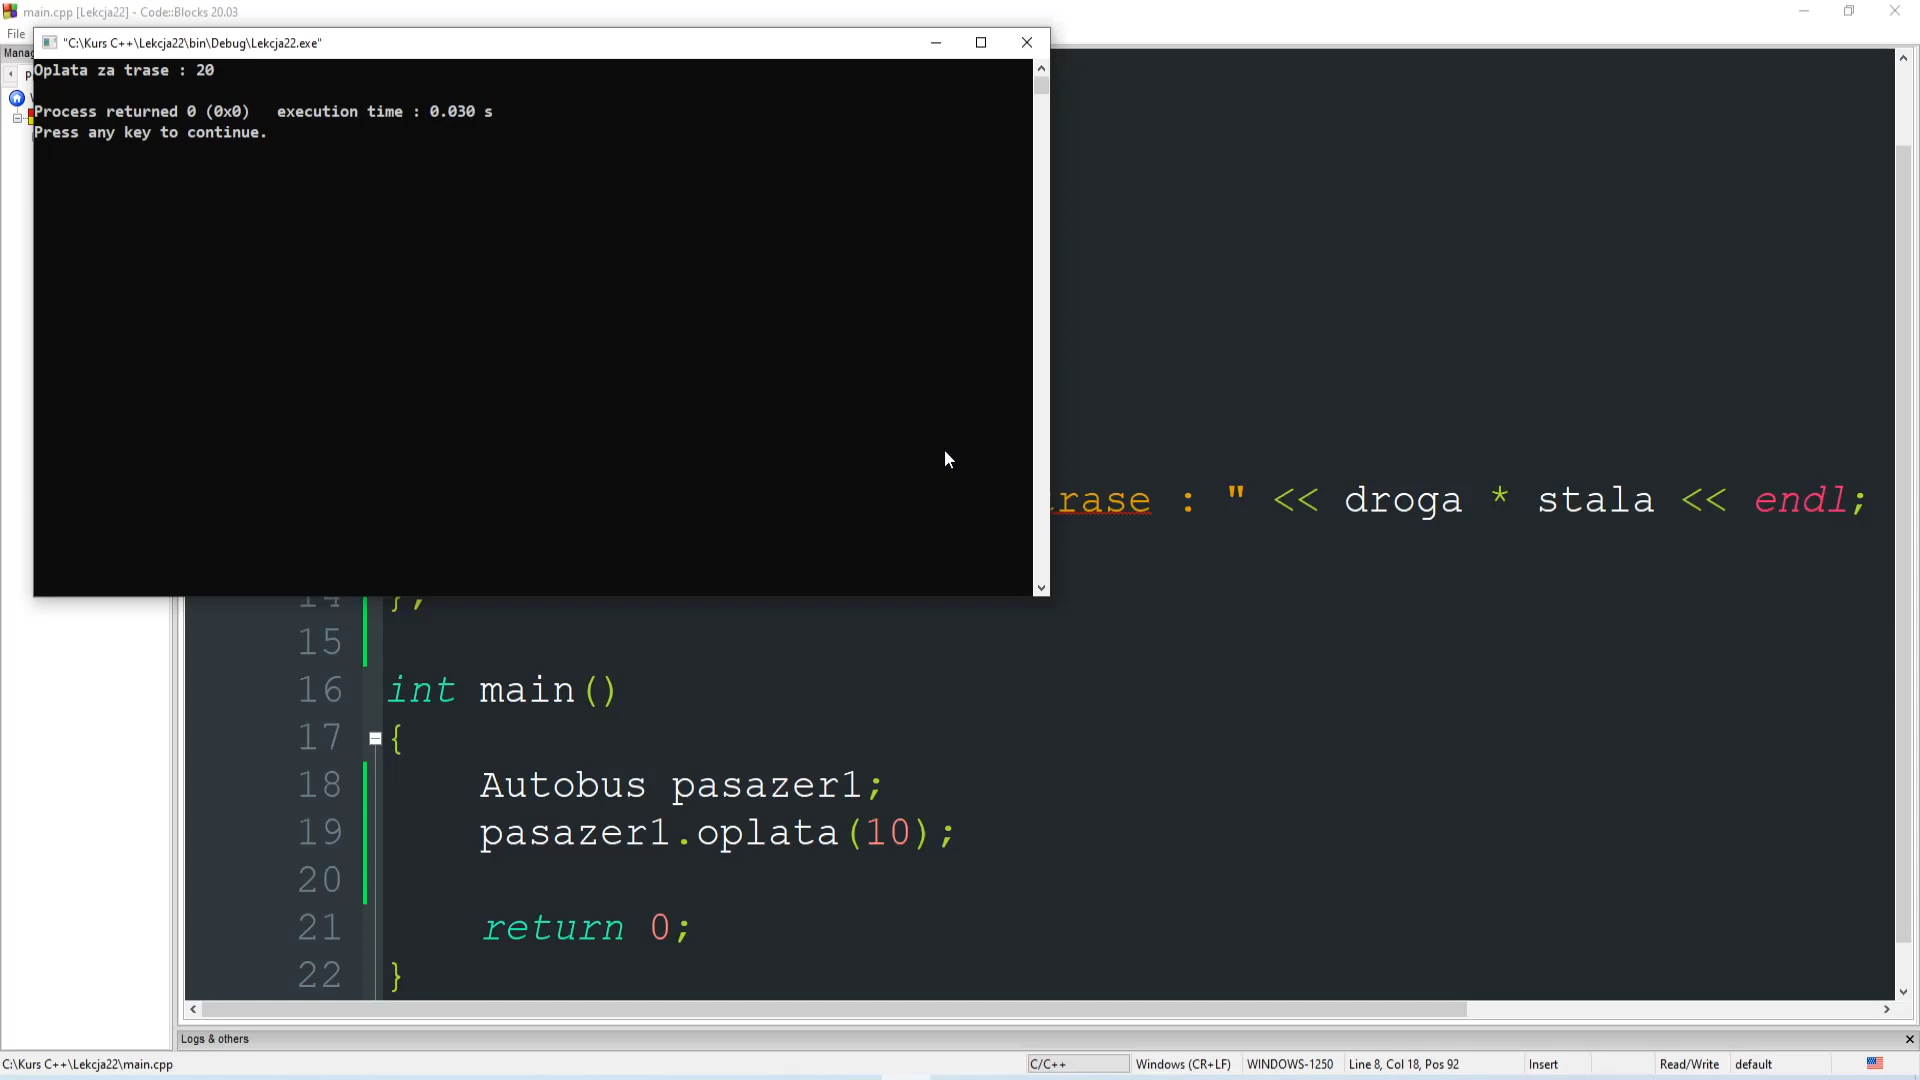 main.cpp [Lekcja22] - Code::Blocks 20.03
File
"C:\Kurs C++\Lekcja22\bin\Debug\Lekcja22.exe"
Oplata za trase : 20
Process returned 0 (0x0)   execution time : 0.030 s
Press any key to continue.
trase : " << droga * stala << endl;
14 };
15
16 int main()
17 {
18 Autobus pasazer1;
19 pasazer1.oplata(10);
20
21 return 0;
22 }
Logs & others
C:\Kurs C++\Lekcja22\main.cpp
C/C++
Windows (CR+LF)
WINDOWS-1250
Line 8, Col 18, Pos 92
Insert
Read/Write
default